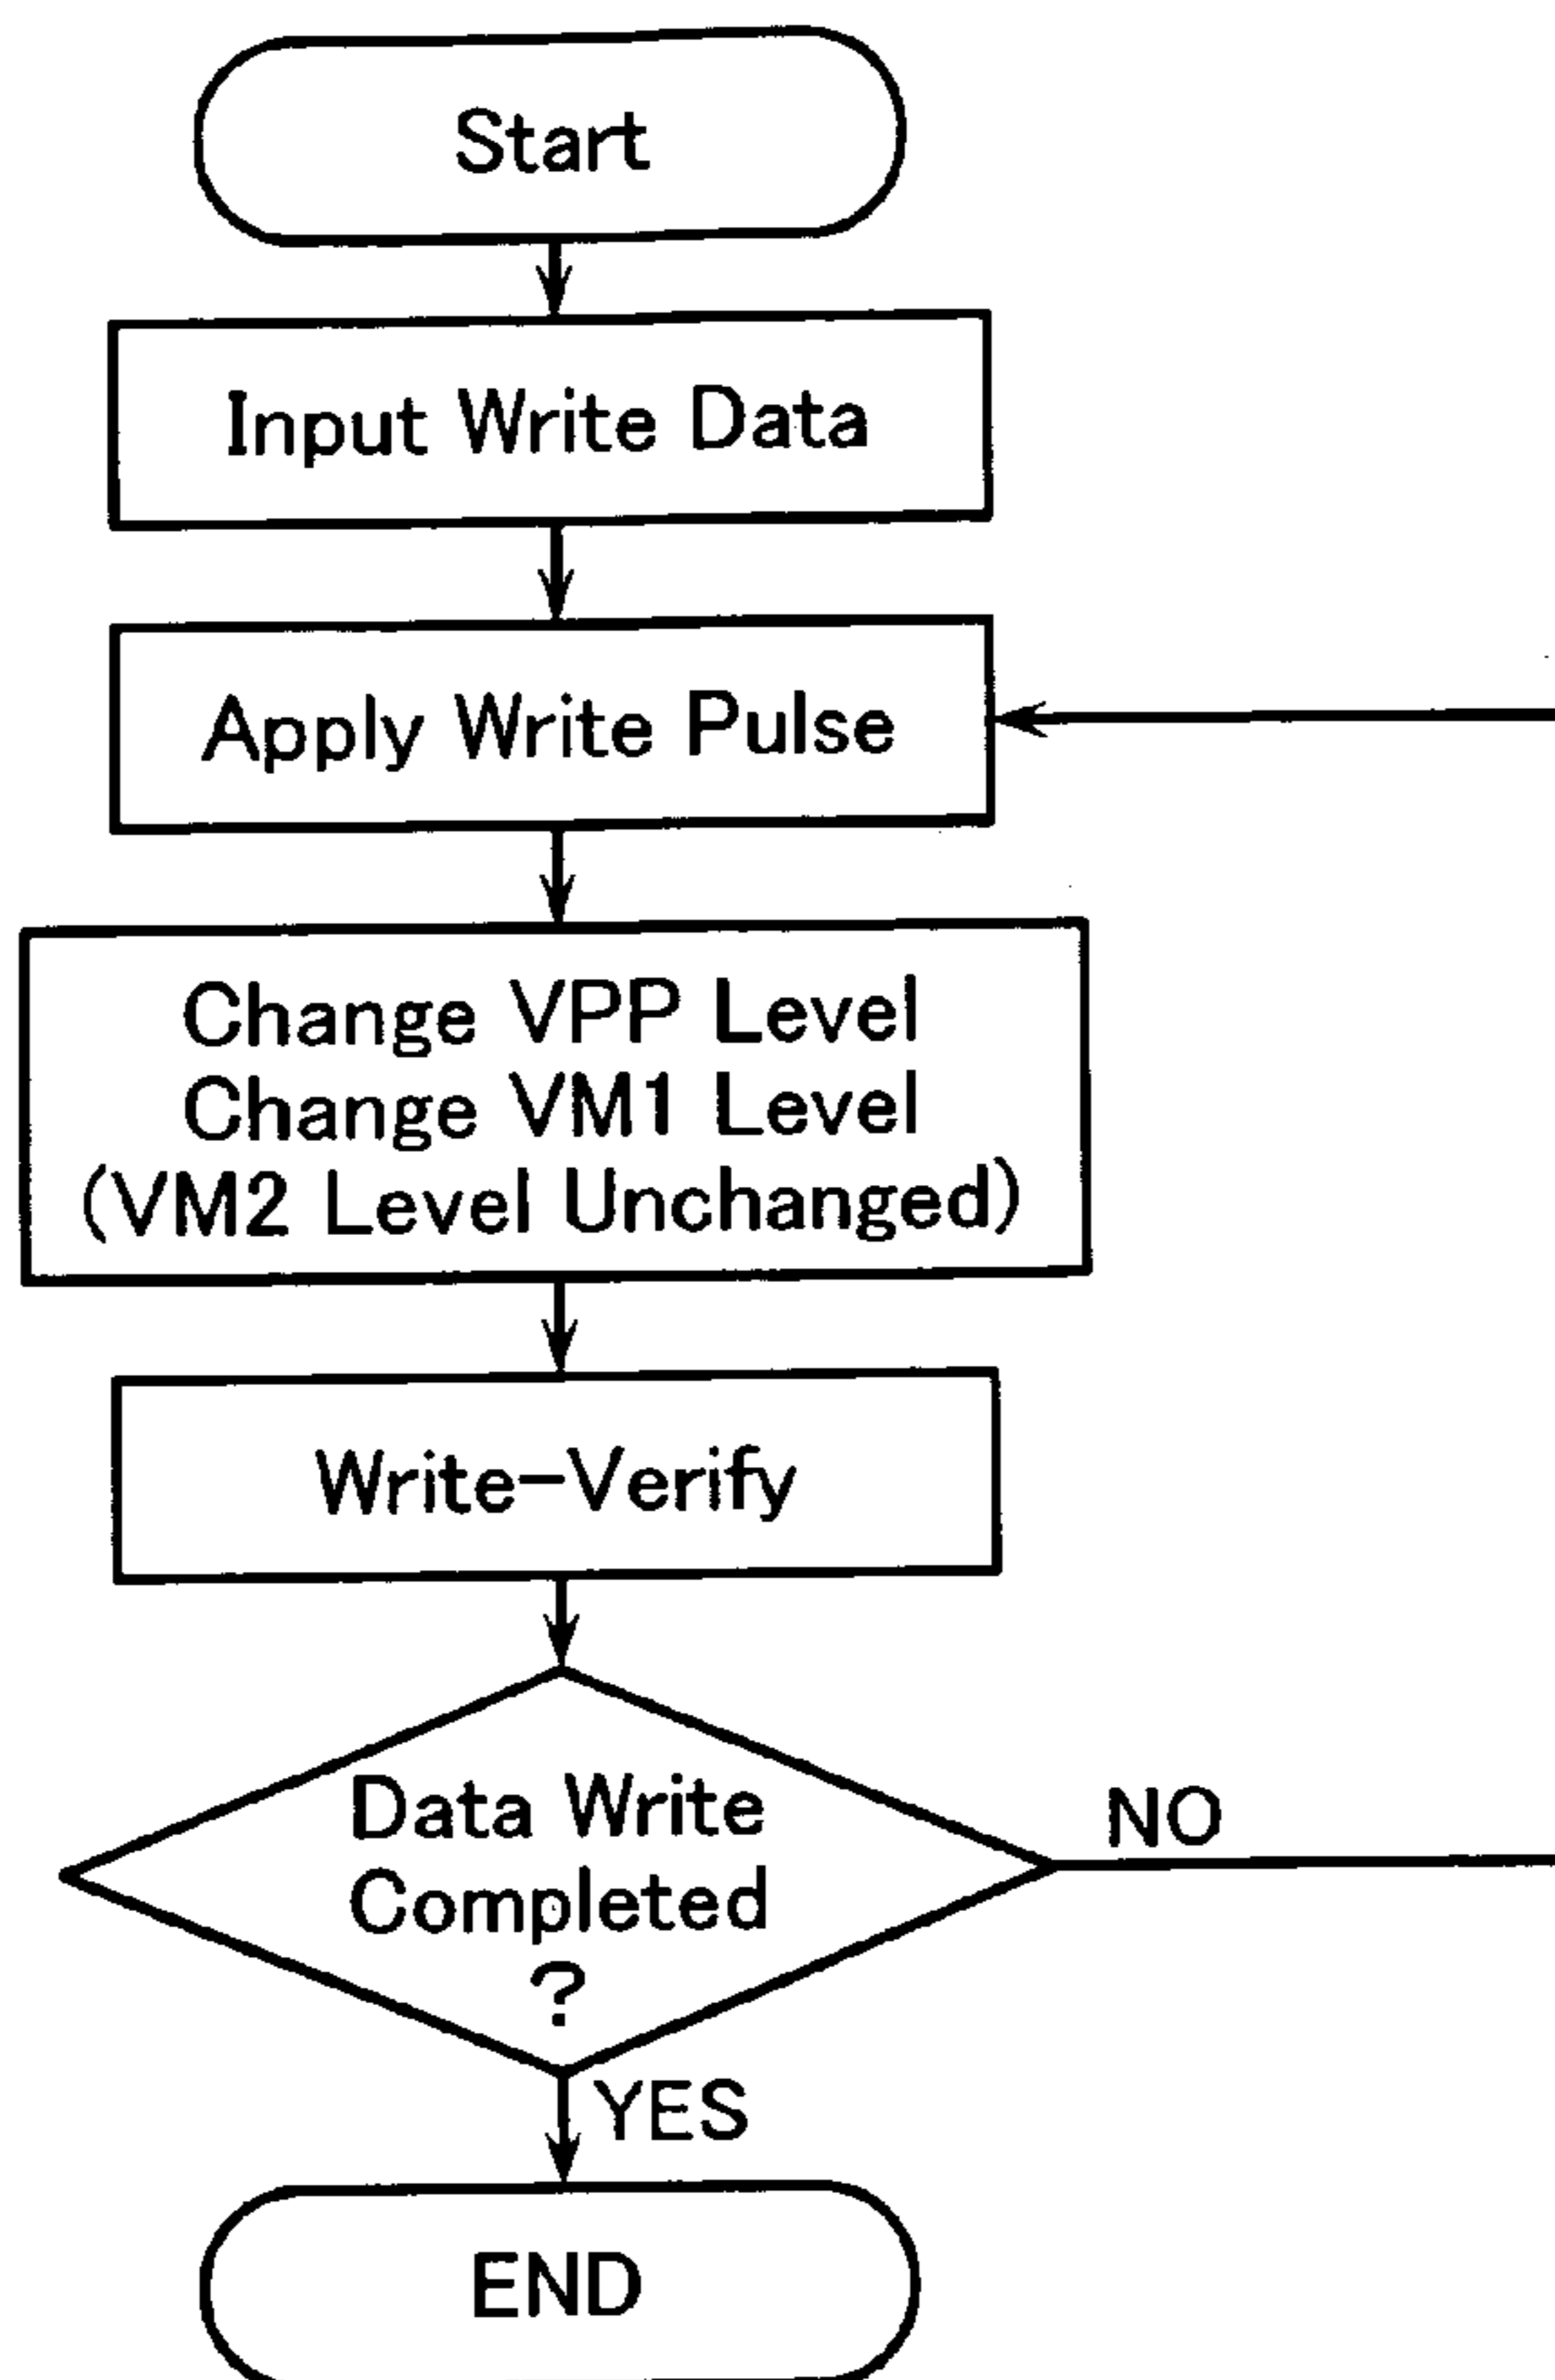 Start
Input Write Data
Apply Write Pulse
Change VPP Level
Change VM1 Level
(VM2 Level Unchanged)
Write-Verify
Data Write
Completed
?
NO
YES
END